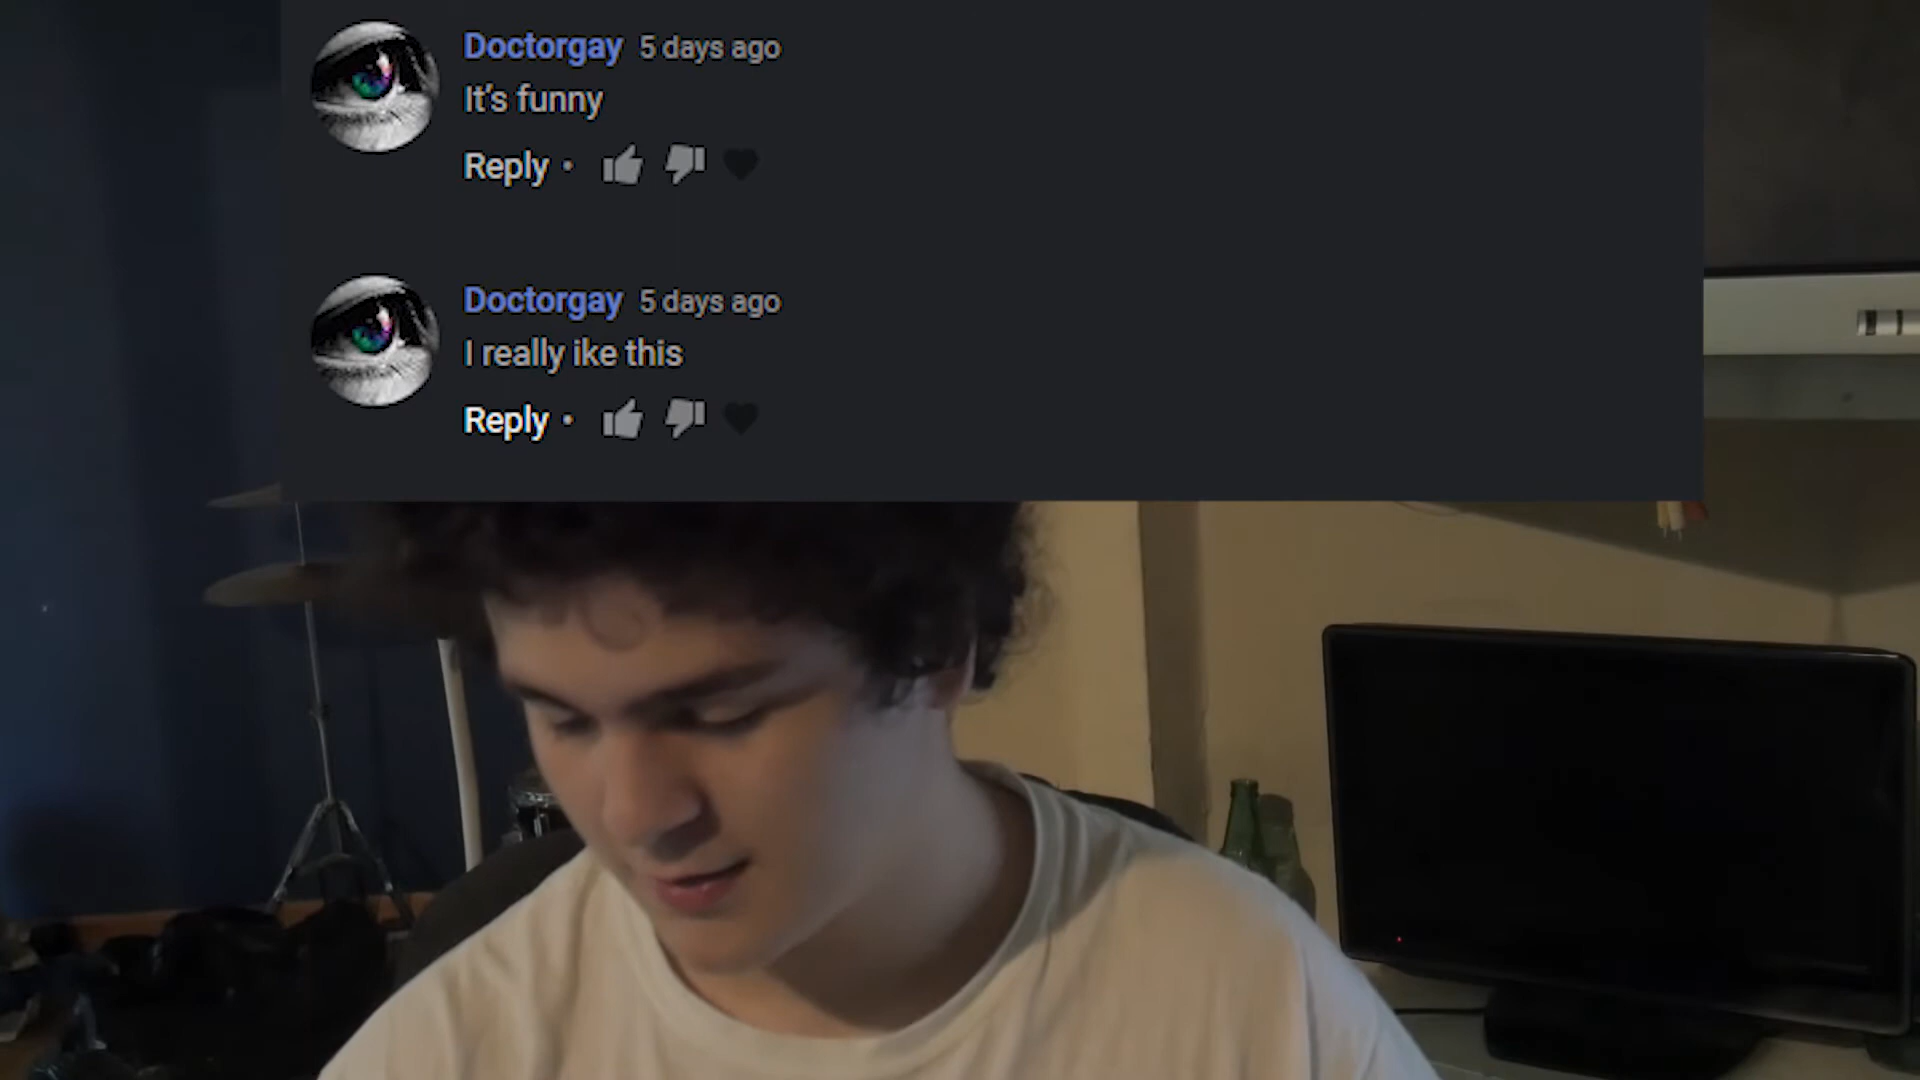 Doctorgay 5 days ago
It's funny
Reply •
Doctorgay 5 days ago
I really ike this
Reply •